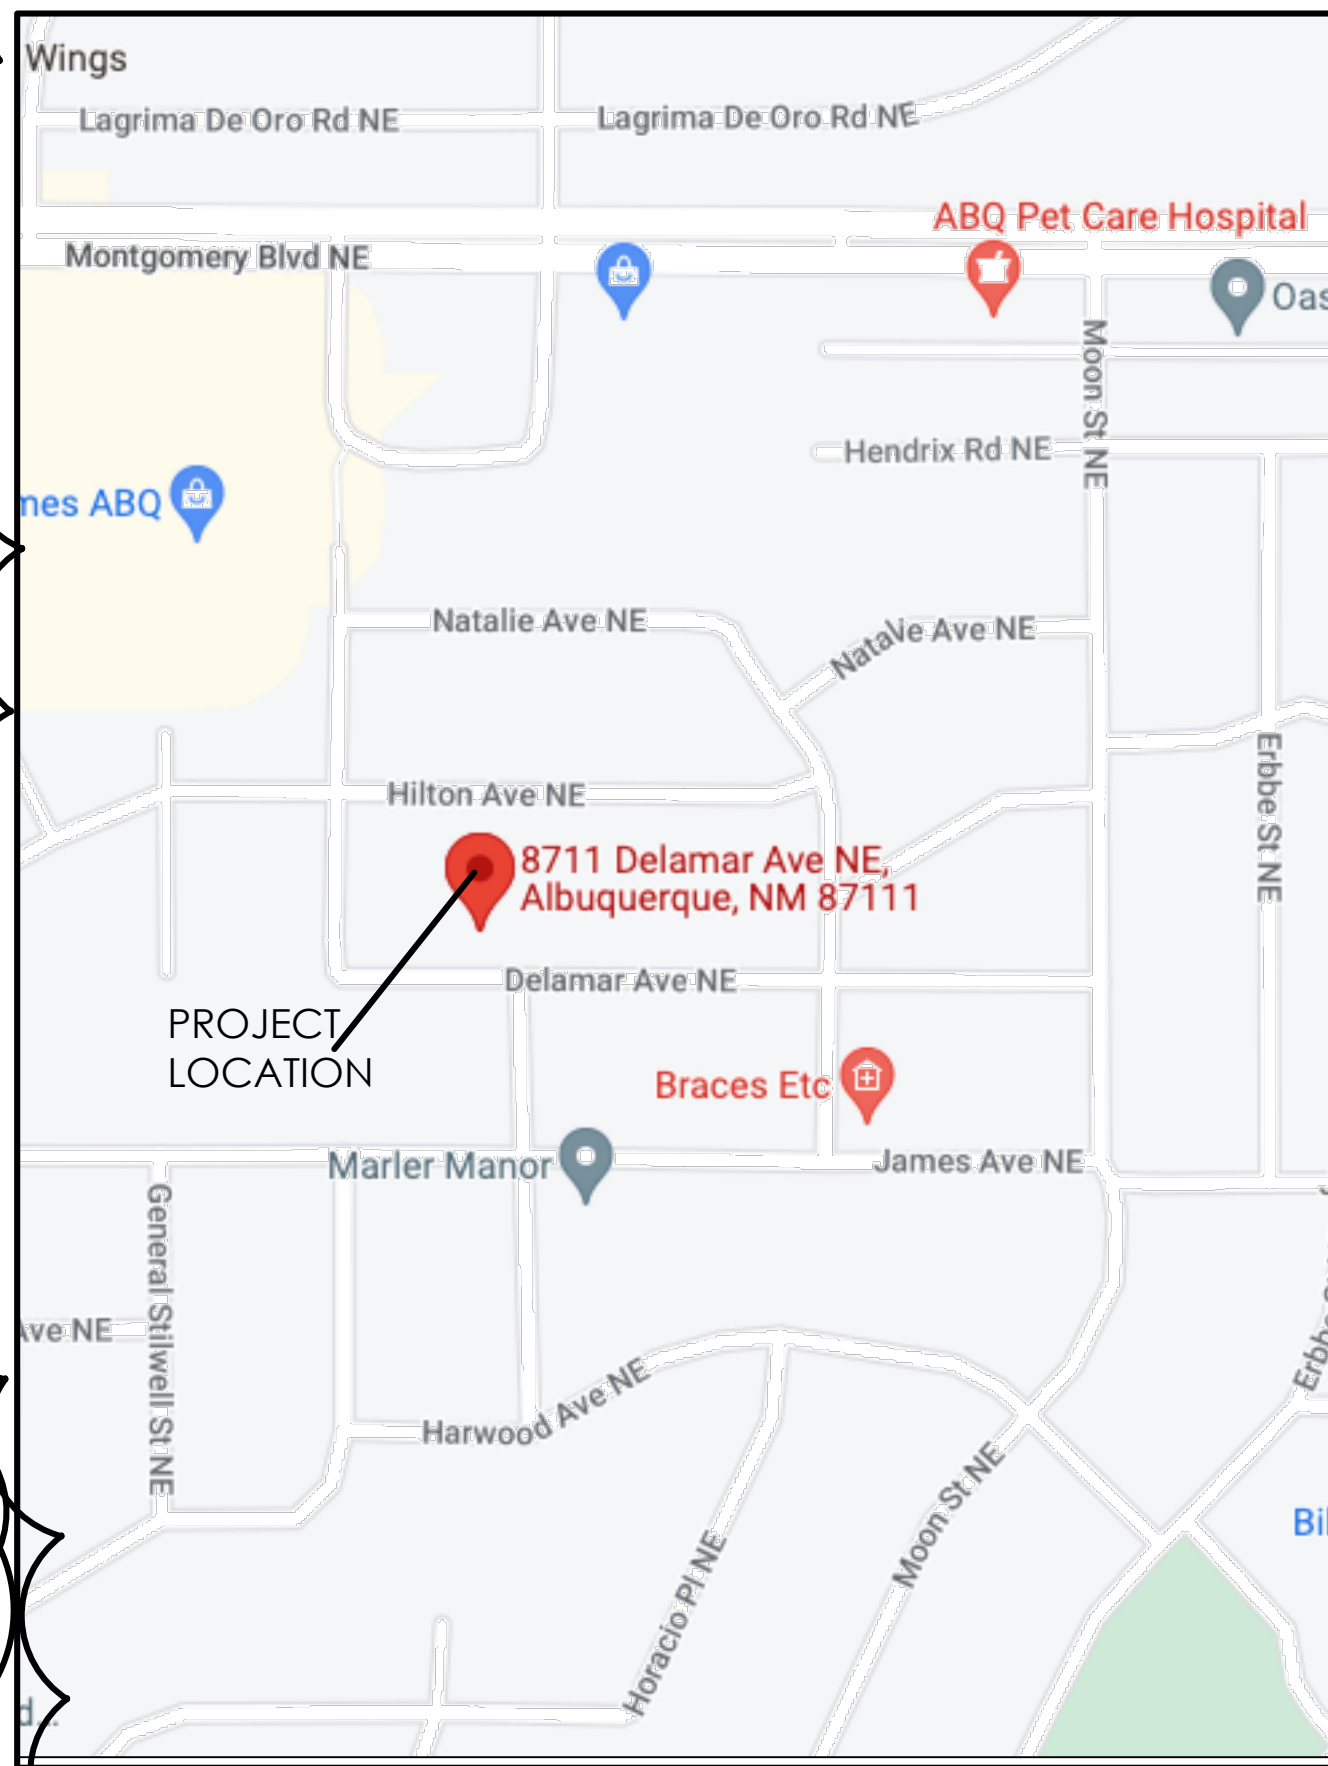 Wings
Lagrima De Oro Rd NE
Lagrima De Oro Rd NE
ABQ Pet Care Hospital
Montgomery Blvd NE
Moon St NE
Hendrix Rd NE
ABQ
Natalie Ave NE
Natalie Ave NE
Hilton Ave NE
Erbbe St NE
8711 Delamar Ave NE,
Albuquerque, NM 87111
Delamar Ave NE
PROJECT
LOCATION
Braces Etc
Marler Manor
James Ave NE
General Stilwell St NE
Ave NE
Harwood Ave NE
Moon St NE
Horacio Pl NE
Erbbe